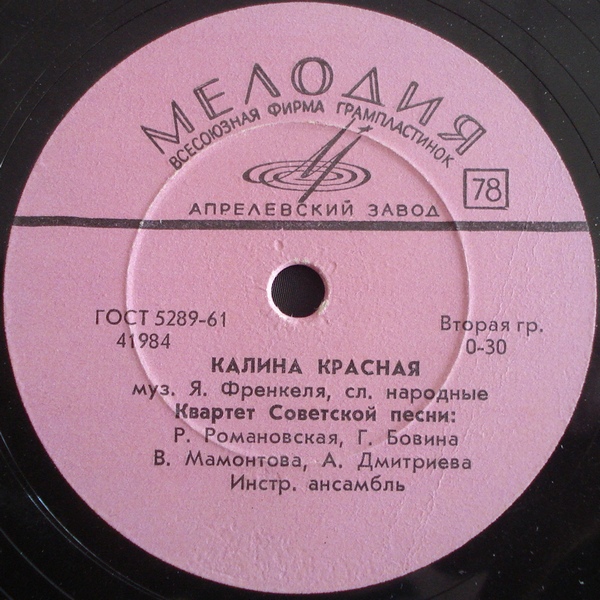 МЕЛОДИЯ
ВСЕСОЮЗНАЯ ФИРМА ГРАМПЛАСТИНОК
78
АПРЕЛЕВСКИЙ ЗАВОД
ГОСТ 5289-61
41984
Вторая гр.
0-30
КАЛИНА КРАСНАЯ
муз. Я. Френкеля, сл. народные
Квартет Советской песни:
Р. Романовская, Г. Бовина
В. Мамонтова, А. Дмитриева
Инстр. ансамбль